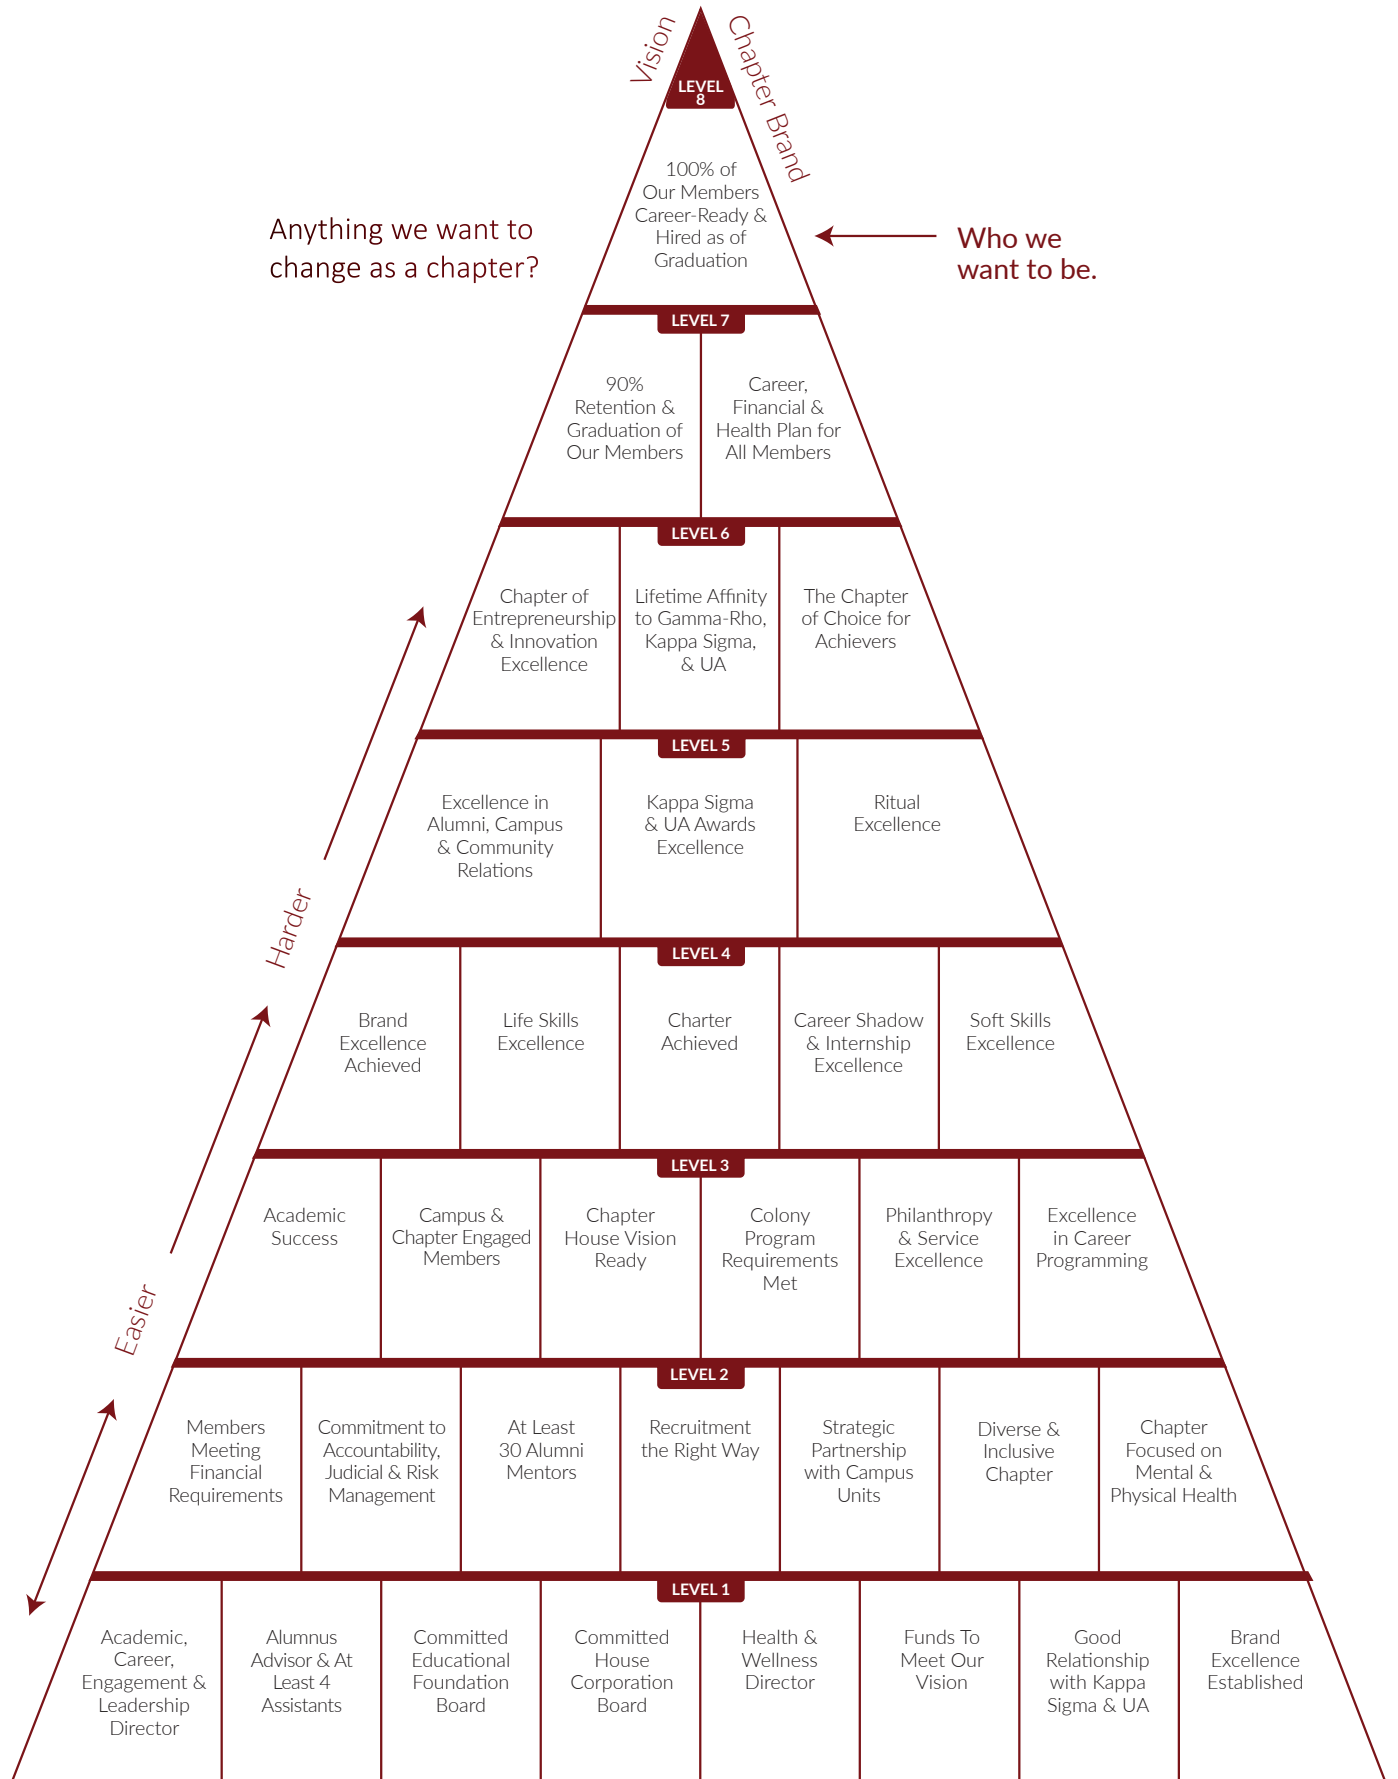 Vision
Chapter Brand
LEVEL
8
100% of
Our Members
Career-Ready &
Hired as of
Graduation
Anything we want to
change as a chapter?
Who we
want to be.
LEVEL 7
90%
Retention &
Graduation of
Our Members
Career,
Financial &
Health Plan for
All Members
LEVEL 6
Chapter of
Entrepreneurship
& Innovation
Excellence
Lifetime Affinity
to Gamma-Rho,
Kappa Sigma,
& UA
The Chapter
of Choice for
Achievers
LEVEL 5
Excellence in
Alumni, Campus
& Community
Relations
Kappa Sigma
& UA Awards
Excellence
Ritual
Excellence
Harder
LEVEL 4
Brand
Excellence
Achieved
Life Skills
Excellence
Charter
Achieved
Career Shadow
& Internship
Excellence
Soft Skills
Excellence
LEVEL 3
Academic
Success
Campus &
Chapter Engaged
Members
Chapter
House Vision
Ready
Colony
Program
Requirements
Met
Philanthropy
& Service
Excellence
Excellence
in Career
Programming
Easier
LEVEL 2
Members
Meeting
Financial
Requirements
Commitment to
Accountability,
Judicial & Risk
Management
At Least
30 Alumni
Mentors
Recruitment
the Right Way
Strategic
Partnership
with Campus
Units
Diverse &
Inclusive
Chapter
Chapter
Focused on
Mental &
Physical Health
LEVEL 1
Academic,
Career,
Engagement &
Leadership
Director
Alumnus
Advisor & At
Least 4
Assistants
Committed
Educational
Foundation
Board
Committed
House
Corporation
Board
Health &
Wellness
Director
Funds To
Meet Our
Vision
Good
Relationship
with Kappa
Sigma & UA
Brand
Excellence
Established